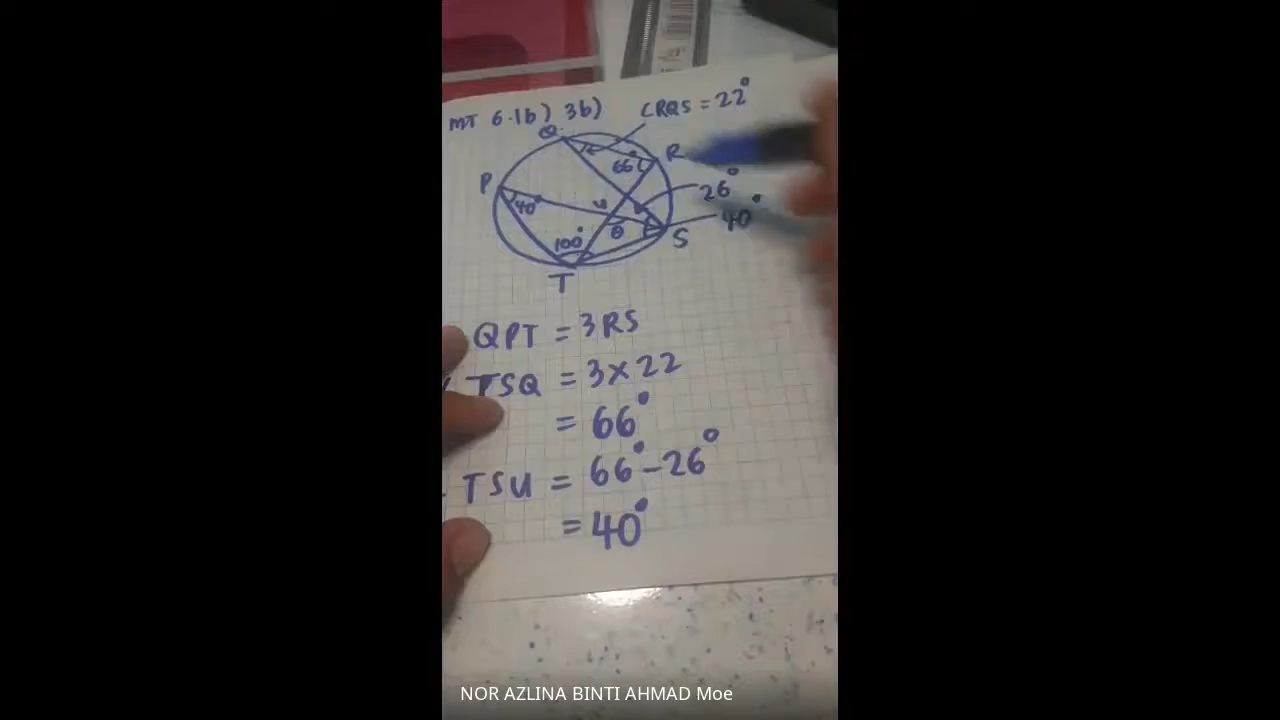 MT 6.1b) 3b) ∠RQS = 22°
Q
R
66°
P
40°
26°
U
40°
θ
100°
S
T
QPT = 3RS
TSQ = 3×22
= 66°
TSU = 66°-26°
= 40°
NOR AZLINA BINTI AHMAD Moe